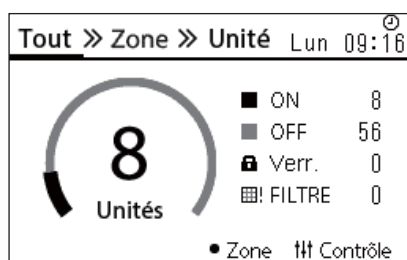 Tout » Zone » Unité Lun 09:16
8
Unités
ON 8
OFF 56
Verr. 0
! FILTRE 0
• Zone Contrôle